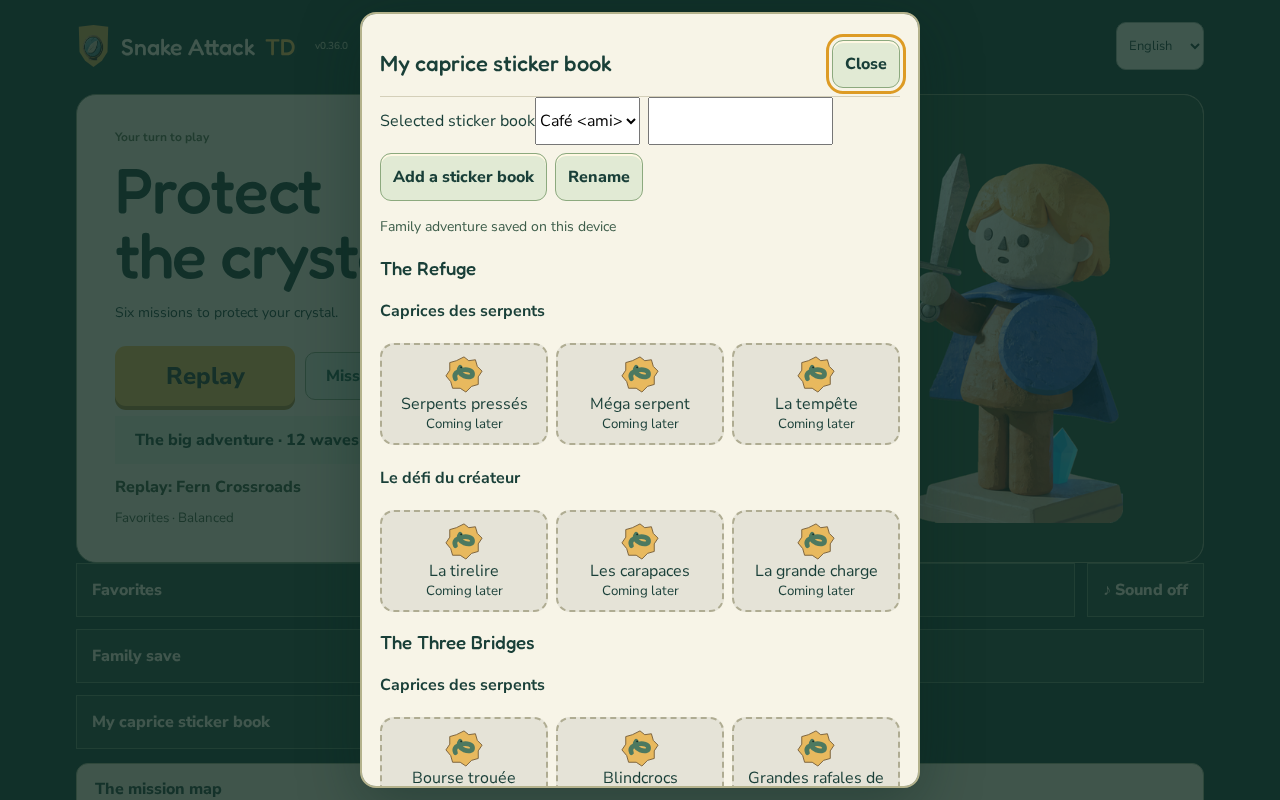 Snake Attack TD v0.36.0
English
Your turn to play
Protect
the cryst
Six missions to protect your crystal.
Replay
Miss
The big adventure · 12 waves
Replay: Fern Crossroads
Favorites · Balanced
Favorites
♪ Sound off
Family save
My caprice sticker book
The mission map
My caprice sticker book
Close
Selected sticker book Café <ami>
Add a sticker book
Rename
Family adventure saved on this device
The Refuge
Caprices des serpents
Serpents pressés
Coming later
Méga serpent
Coming later
La tempête
Coming later
Le défi du créateur
La tirelire
Coming later
Les carapaces
Coming later
La grande charge
Coming later
The Three Bridges
Caprices des serpents
Bourse trouée
Blindcrocs
Grandes rafales de